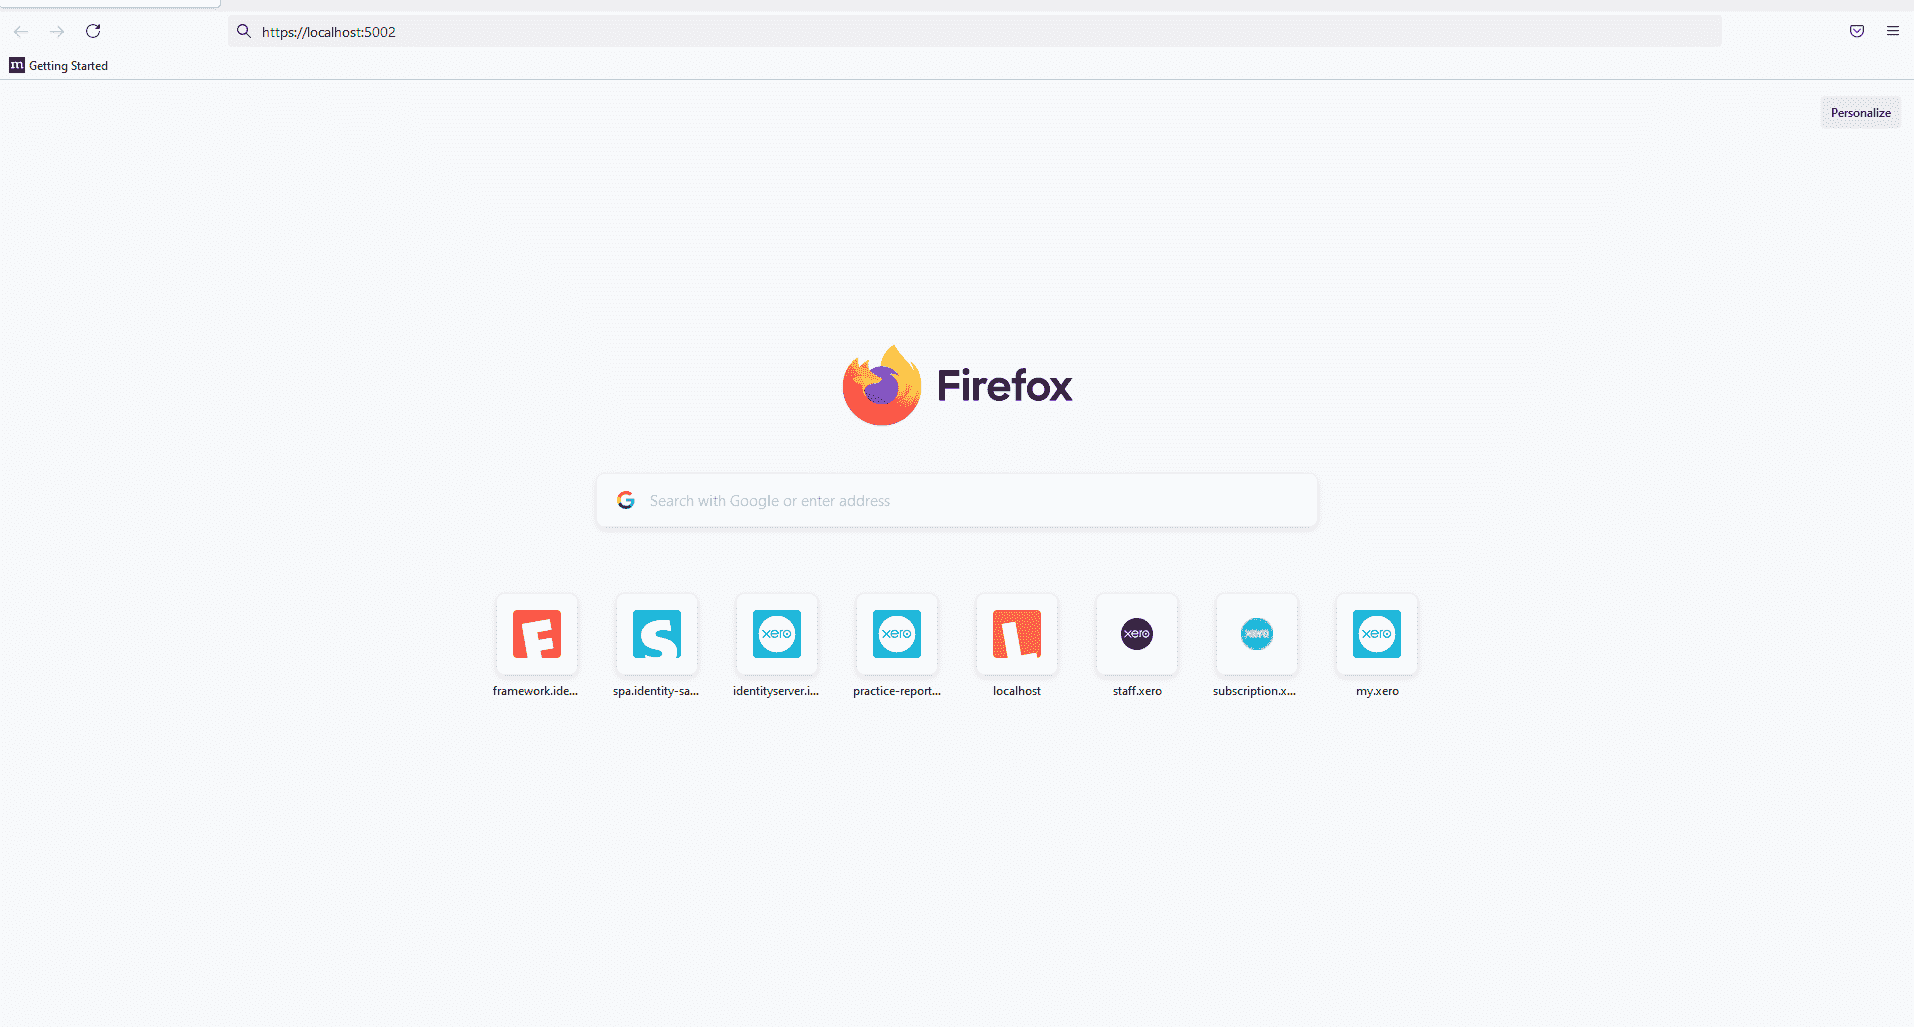 https://localhost:5002
m Getting Started
Personalize
Firefox
Search with Google or enter address
xero xero xero xero xero
framework.ide... spa.identity-sa... identityserver.i... practice-report... localhost staff.xero subscription.x... my.xero